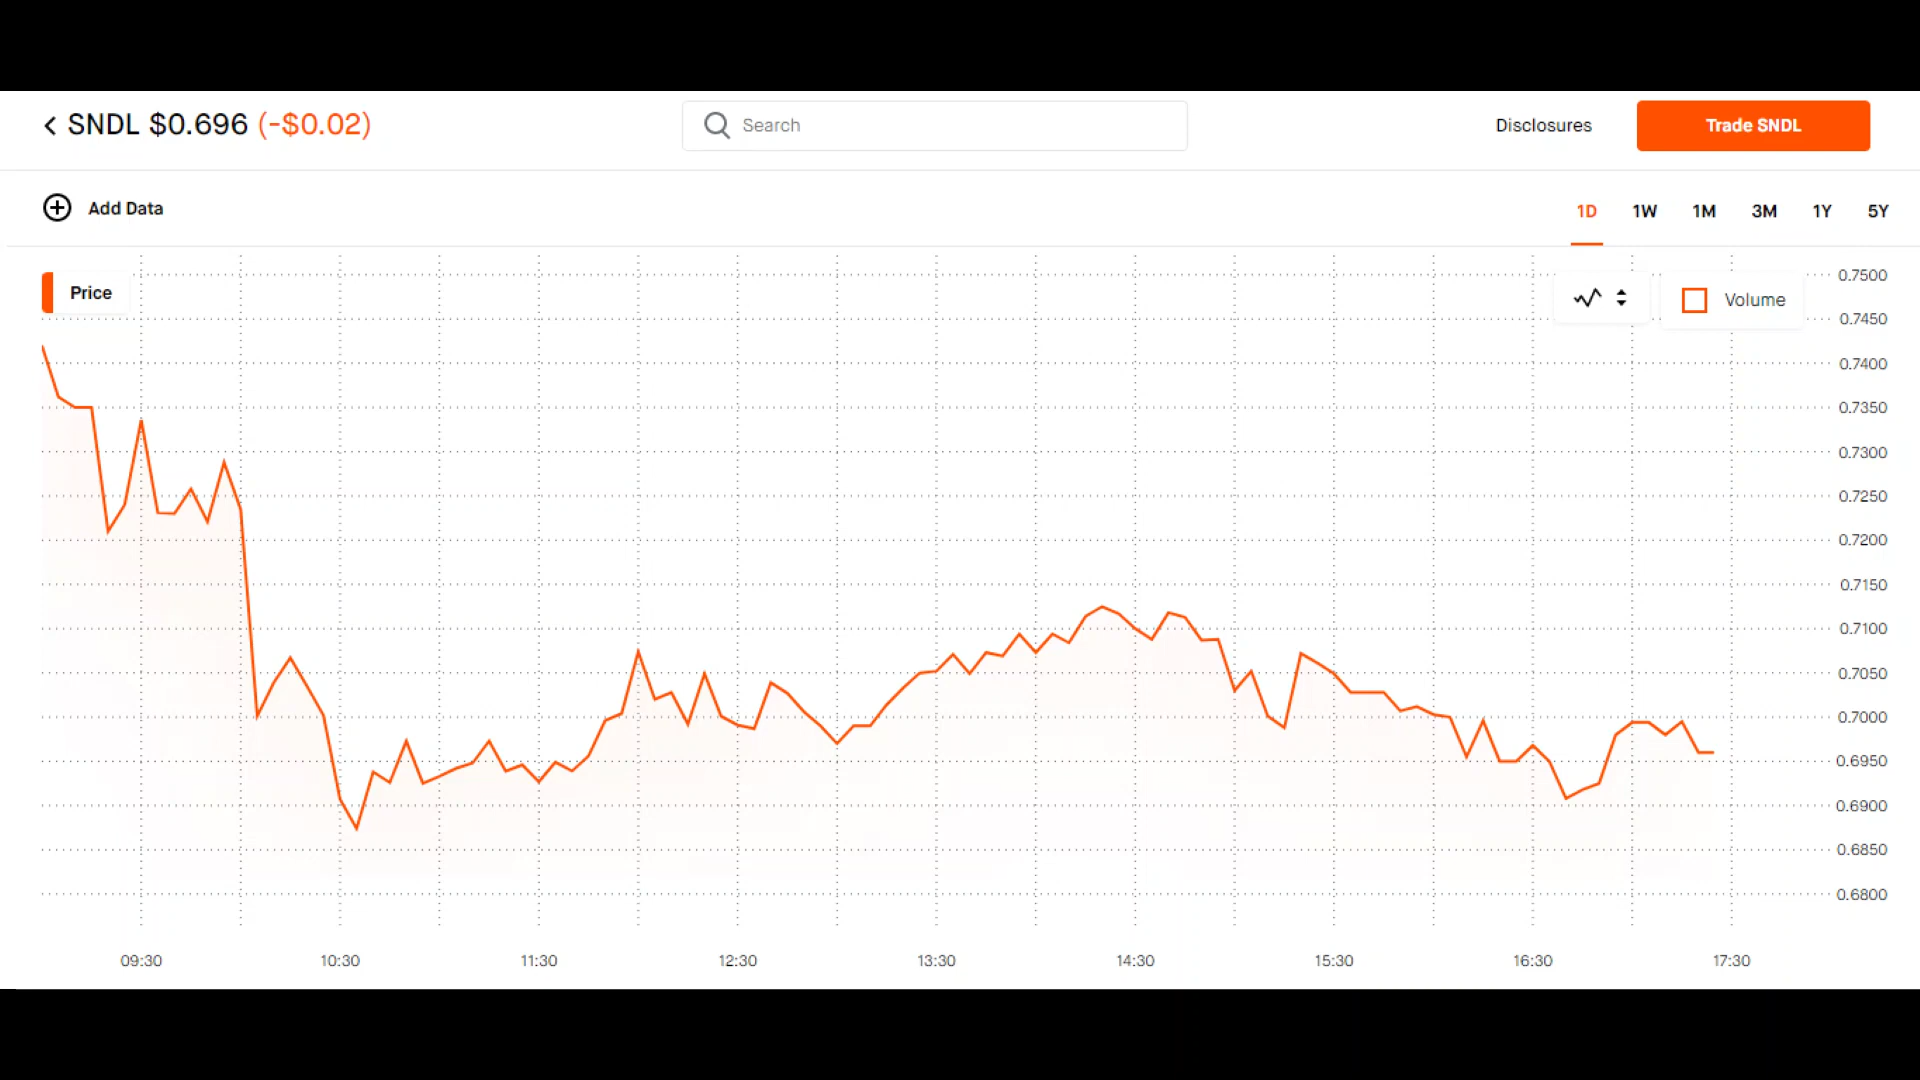 SNDL $0.696 (-$0.02)
Search
Disclosures
Trade SNDL
Add Data
1D 1W 1M 3M 1Y 5Y
Price
Volume
0.7500
0.7450
0.7400
0.7350
0.7300
0.7250
0.7200
0.7150
0.7100
0.7050
0.7000
0.6950
0.6900
0.6850
0.6800
09:30 10:30 11:30 12:30 13:30 14:30 15:30 16:30 17:30